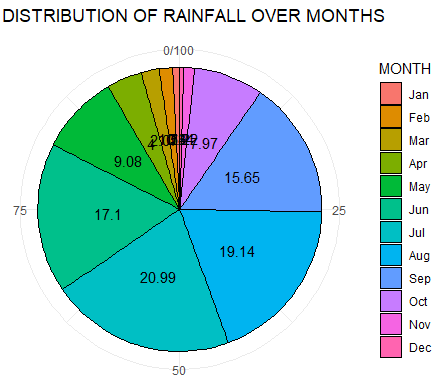 DISTRIBUTION OF RAINFALL OVER MONTHS
0/100
MONTH
Jan
Feb
Mar
Apr
May
Jun
Jul
Aug
Sep
Oct
Nov
Dec
7.97
9.08
15.65
17.1
19.14
20.99
75
25
50